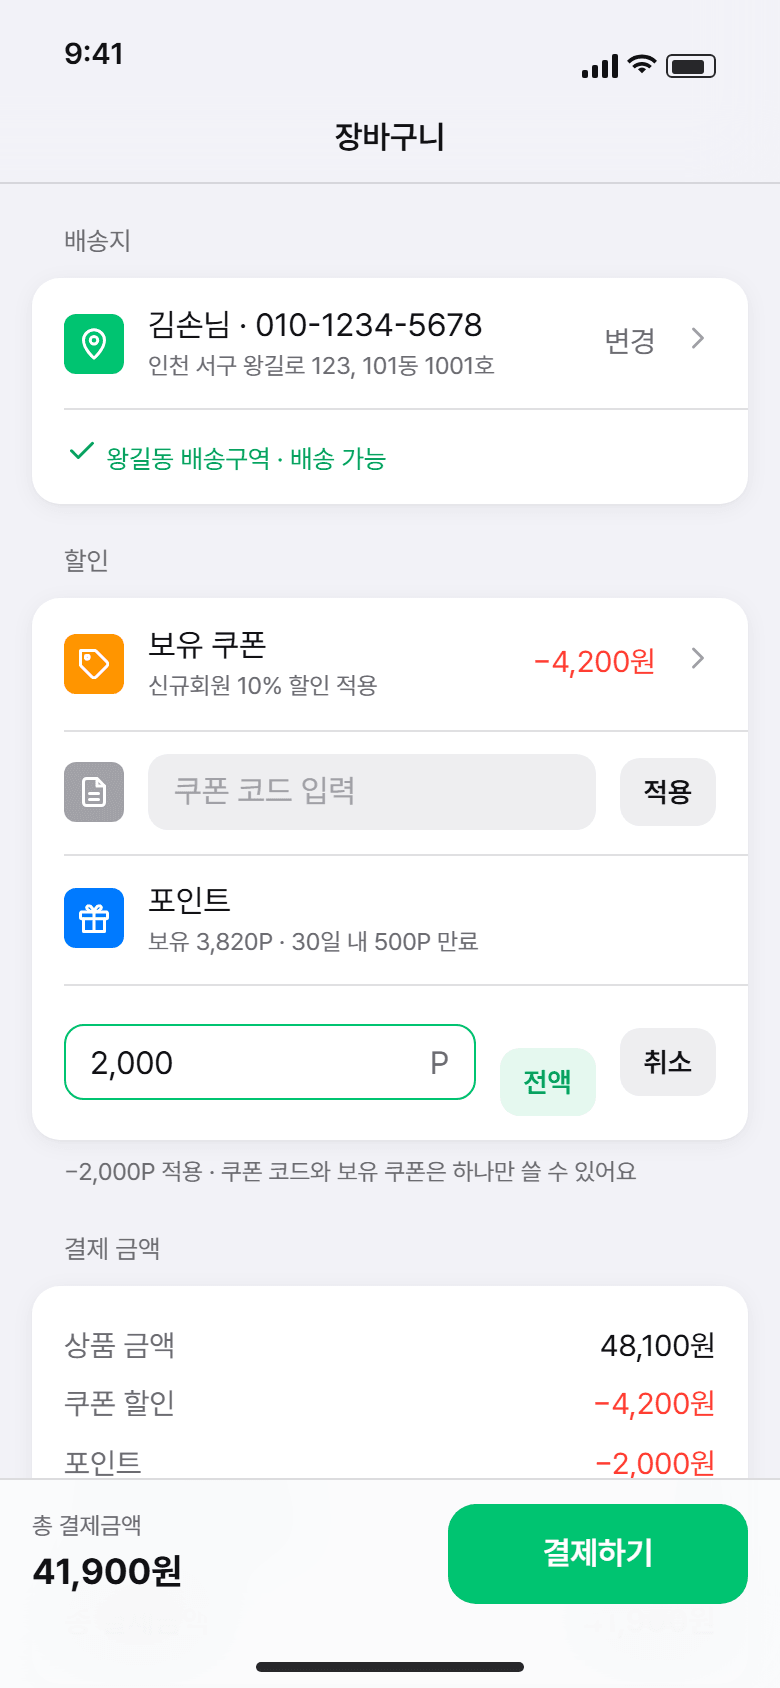 9:41
장바구니
배송지
김손님 · 010-1234-5678
인천 서구 왕길로 123, 101동 1001호
변경
왕길동 배송구역 · 배송 가능
할인
보유 쿠폰
신규회원 10% 할인 적용
−4,200원
쿠폰 코드 입력
적용
포인트
보유 3,820P · 30일 내 500P 만료
2,000 P
전액
취소
−2,000P 적용 · 쿠폰 코드와 보유 쿠폰은 하나만 쓸 수 있어요
결제 금액
상품 금액 48,100원
쿠폰 할인 −4,200원
포인트 −2,000원
총 결제금액
41,900원
결제하기